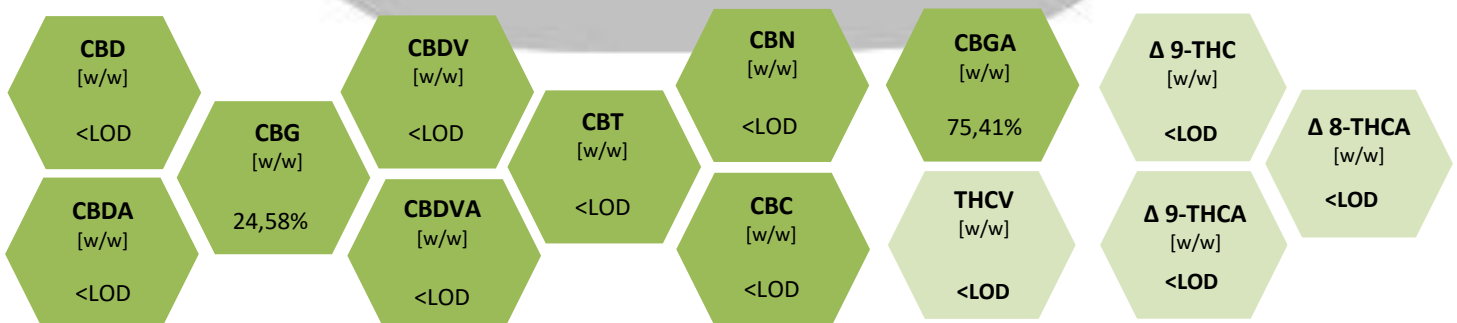 CBD
[w/w]
<LOD
CBDA
[w/w]
<LOD
CBG
[w/w]
24,58%
CBDV
[w/w]
<LOD
CBDVA
[w/w]
<LOD
CBT
[w/w]
<LOD
CBN
[w/w]
<LOD
CBC
[w/w]
<LOD
CBGA
[w/w]
75,41%
THCV
[w/w]
<LOD
Δ 9-THC
[w/w]
<LOD
Δ 9-THCA
[w/w]
<LOD
Δ 8-THCA
[w/w]
<LOD